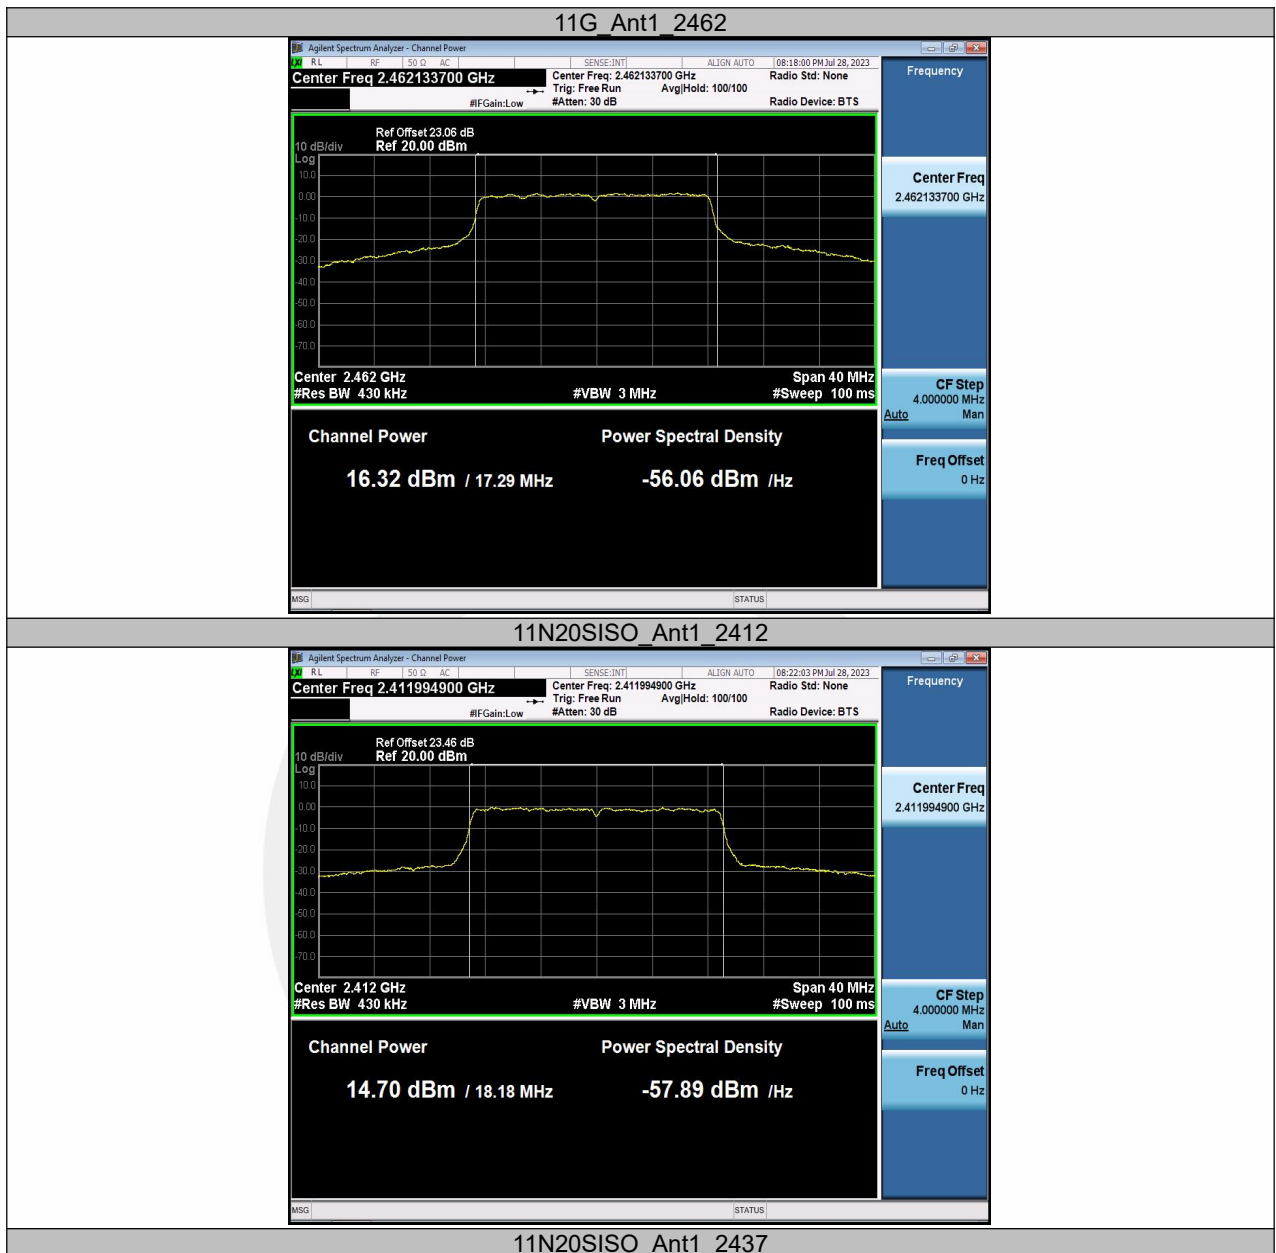 11G_Ant1_2462
Agilent Spectrum Analyzer - Channel Power
LXI RL RF 50 Ω AC SENSE:INT ALIGN AUTO 08:18:00 PM Jul 28, 2023
Center Freq 2.462133700 GHz
Center Freq: 2.462133700 GHz
Radio Std: None
Trig: Free Run Avg|Hold: 100/100
#IFGain:Low #Atten: 30 dB Radio Device: BTS
Frequency
Ref Offset 23.06 dB
10 dB/div Ref 20.00 dBm
Log
10.0
0.00
-10.0
-20.0
-30.0
-40.0
-50.0
-60.0
-70.0
Center 2.462 GHz Span 40 MHz
#Res BW 430 kHz #VBW 3 MHz #Sweep 100 ms
Center Freq
2.462133700 GHz
CF Step
4.000000 MHz
Auto Man
Freq Offset
0 Hz
Channel Power Power Spectral Density
16.32 dBm / 17.29 MHz -56.06 dBm /Hz
MSG STATUS
11N20SISO_Ant1_2412
Agilent Spectrum Analyzer - Channel Power
LXI RL RF 50 Ω AC SENSE:INT ALIGN AUTO 08:22:03 PM Jul 28, 2023
Center Freq 2.411994900 GHz
Center Freq: 2.411994900 GHz
Radio Std: None
Trig: Free Run Avg|Hold: 100/100
#IFGain:Low #Atten: 30 dB Radio Device: BTS
Frequency
Ref Offset 23.46 dB
10 dB/div Ref 20.00 dBm
Log
10.0
0.00
-10.0
-20.0
-30.0
-40.0
-50.0
-60.0
-70.0
Center 2.412 GHz Span 40 MHz
#Res BW 430 kHz #VBW 3 MHz #Sweep 100 ms
Center Freq
2.411994900 GHz
CF Step
4.000000 MHz
Auto Man
Freq Offset
0 Hz
Channel Power Power Spectral Density
14.70 dBm / 18.18 MHz -57.89 dBm /Hz
MSG STATUS
11N20SISO_Ant1_2437